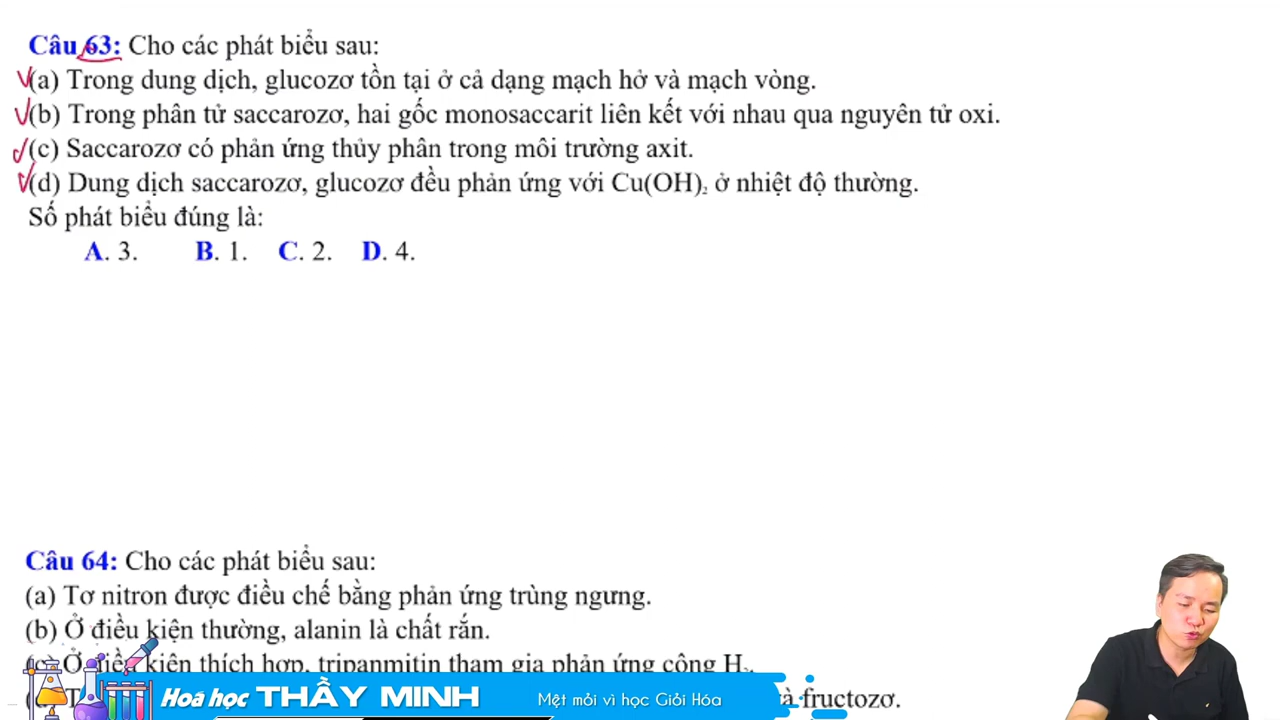 Câu 63: Cho các phát biểu sau:
(a) Trong dung dịch, glucozơ tồn tại ở cả dạng mạch hở và mạch vòng.
(b) Trong phân tử saccarozơ, hai gốc monosaccarit liên kết với nhau qua nguyên tử oxi.
(c) Saccarozơ có phản ứng thủy phân trong môi trường axit.
(d) Dung dịch saccarozơ, glucozơ đều phản ứng với Cu(OH)₂ ở nhiệt độ thường.
Số phát biểu đúng là:
A. 3. B. 1. C. 2. D. 4.
Câu 64: Cho các phát biểu sau:
(a) Tơ nitron được điều chế bằng phản ứng trùng ngưng.
(b) Ở điều kiện thường, alanin là chất rắn.
(c) Ở điều kiện thích hợp, tripanmitin tham gia phản ứng cộng H₂.
và fructozơ.
Hoá học THẦY MINH Mệt mỏi vì học Giỏi Hóa